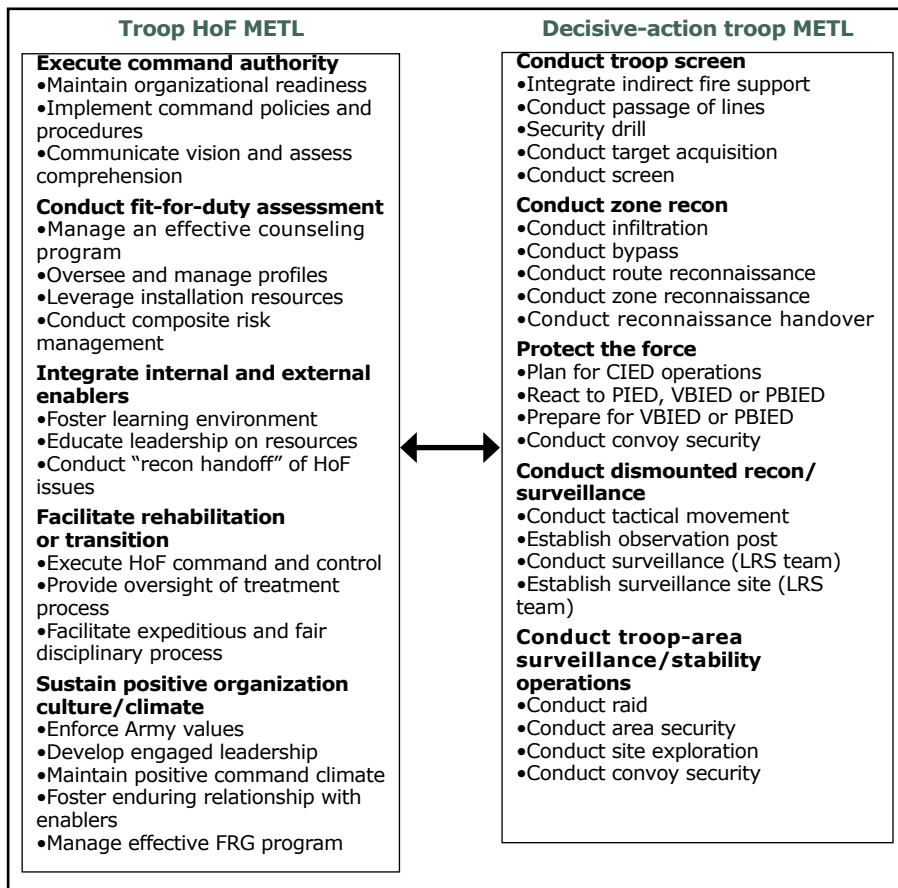 Troop HoF METL
Execute command authority
•Maintain organizational readiness
•Implement command policies and
procedures
•Communicate vision and assess
comprehension
Conduct fit-for-duty assessment
•Manage an effective counseling
program
•Oversee and manage profiles
•Leverage installation resources
•Conduct composite risk
management
Integrate internal and external
enablers
•Foster learning environment
•Educate leadership on resources
•Conduct “recon handoff” of HoF
issues
Facilitate rehabilitation
or transition
•Execute HoF command and control
•Provide oversight of treatment
process
•Facilitate expeditious and fair
disciplinary process
Sustain positive organization
culture/climate
•Enforce Army values
•Develop engaged leadership
•Maintain positive command climate
•Foster enduring relationship with
enablers
•Manage effective FRG program
Decisive-action troop METL
Conduct troop screen
•Integrate indirect fire support
•Conduct passage of lines
•Security drill
•Conduct target acquisition
•Conduct screen
Conduct zone recon
•Conduct infiltration
•Conduct bypass
•Conduct route reconnaissance
•Conduct zone reconnaissance
•Conduct reconnaissance handover
Protect the force
•Plan for CIED operations
•React to PIED, VBIED or PBIED
•Prepare for VBIED or PBIED
•Conduct convoy security
Conduct dismounted recon/
surveillance
•Conduct tactical movement
•Establish observation post
•Conduct surveillance (LRS team)
•Establish surveillance site (LRS
team)
Conduct troop-area
surveillance/stability
operations
•Conduct raid
•Conduct area security
•Conduct site exploration
•Conduct convoy security